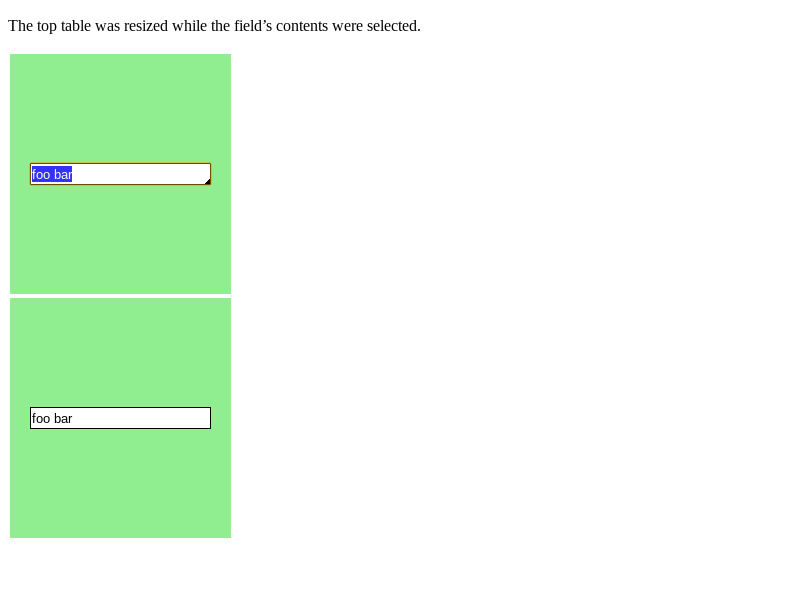 The top table was resized while the field’s contents were selected.
foo bar
foo bar